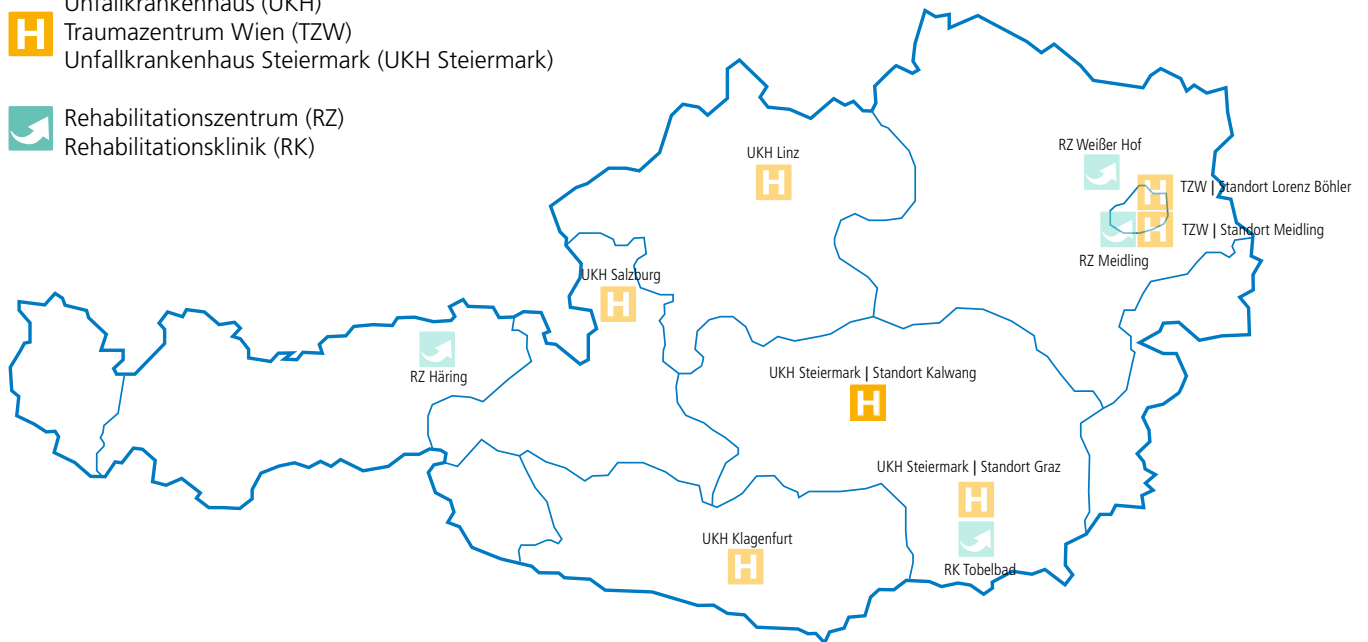 Unfallkrankenhaus (UKH)
Traumazentrum Wien (TZW)
Unfallkrankenhaus Steiermark (UKH Steiermark)
Rehabilitationszentrum (RZ)
Rehabilitationsklinik (RK)
RZ Weißer Hof
UKH Linz
TZW | Standort Lorenz Böhler
TZW | Standort Meidling
RZ Meidling
UKH Salzburg
RZ Häring
UKH Steiermark | Standort Kalwang
UKH Steiermark | Standort Graz
UKH Klagenfurt
RK Tobelbad